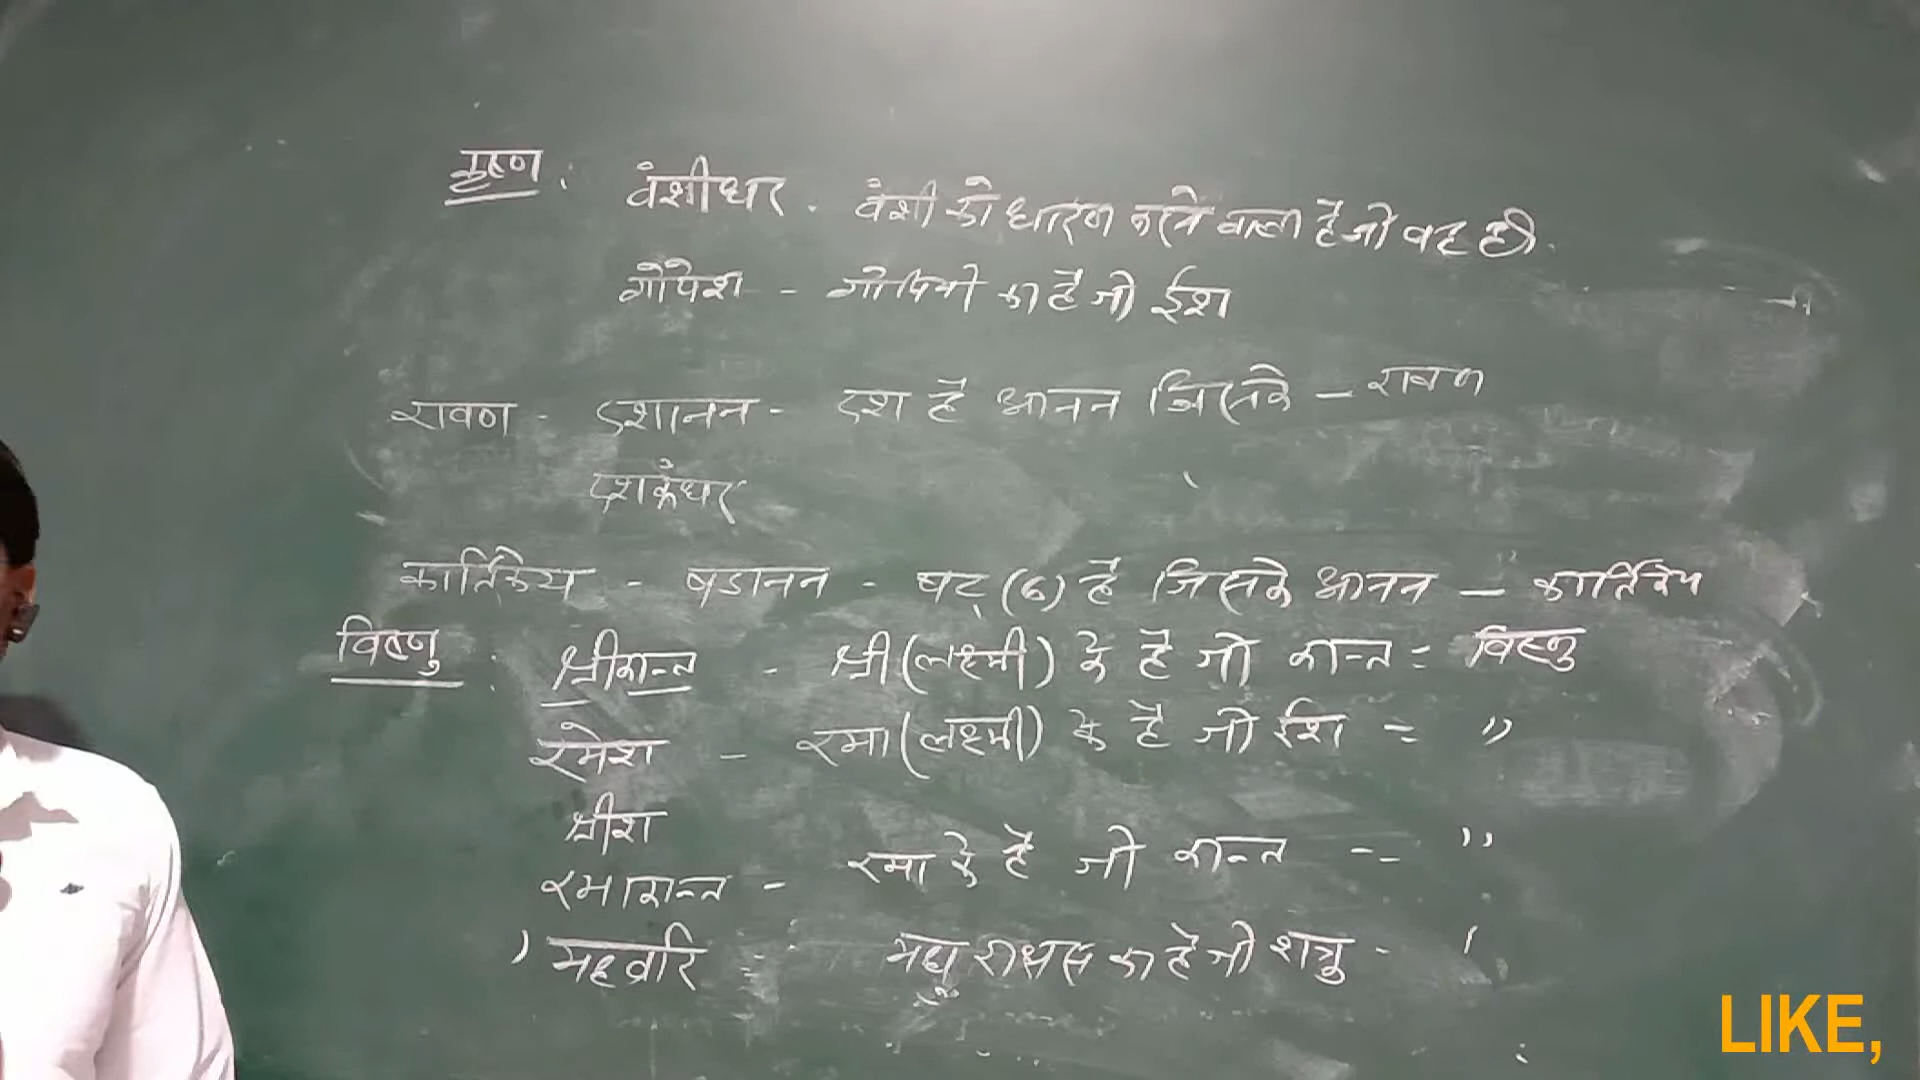 कृष्ण : वंशीधर - वंशी को धारण करने वाला है जो वह ही
गोपेश - गोपियों का है जो ईश
रावण - दशानन - दश है आनन जिसके - रावण
दशकंधर
कार्तिकेय - षडानन - षट् (6) है जिसके आनन - कार्तिकेय
विष्णु : श्रीकान्त - श्री (लक्ष्मी) के है जो कान्त = विष्णु
रमेश - रमा (लक्ष्मी) के है जो ईश = "
श्रीश
रमाकान्त - रमा के है जो कान्त -- "
मधु राक्षस का है जो शत्रु -
LIKE,